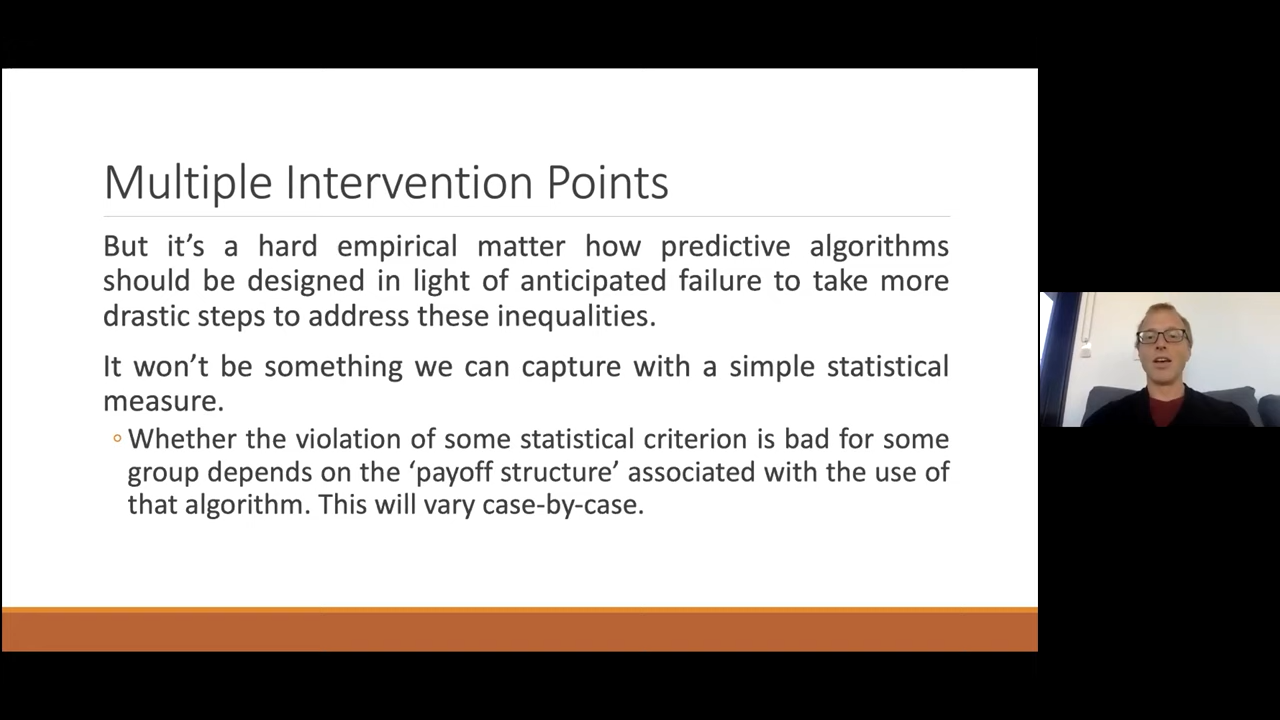 Multiple Intervention Points
But it’s a hard empirical matter how predictive algorithms
should be designed in light of anticipated failure to take more
drastic steps to address these inequalities.
It won’t be something we can capture with a simple statistical
measure.
◦ Whether the violation of some statistical criterion is bad for some
group depends on the ‘payoff structure’ associated with the use of
that algorithm. This will vary case-by-case.